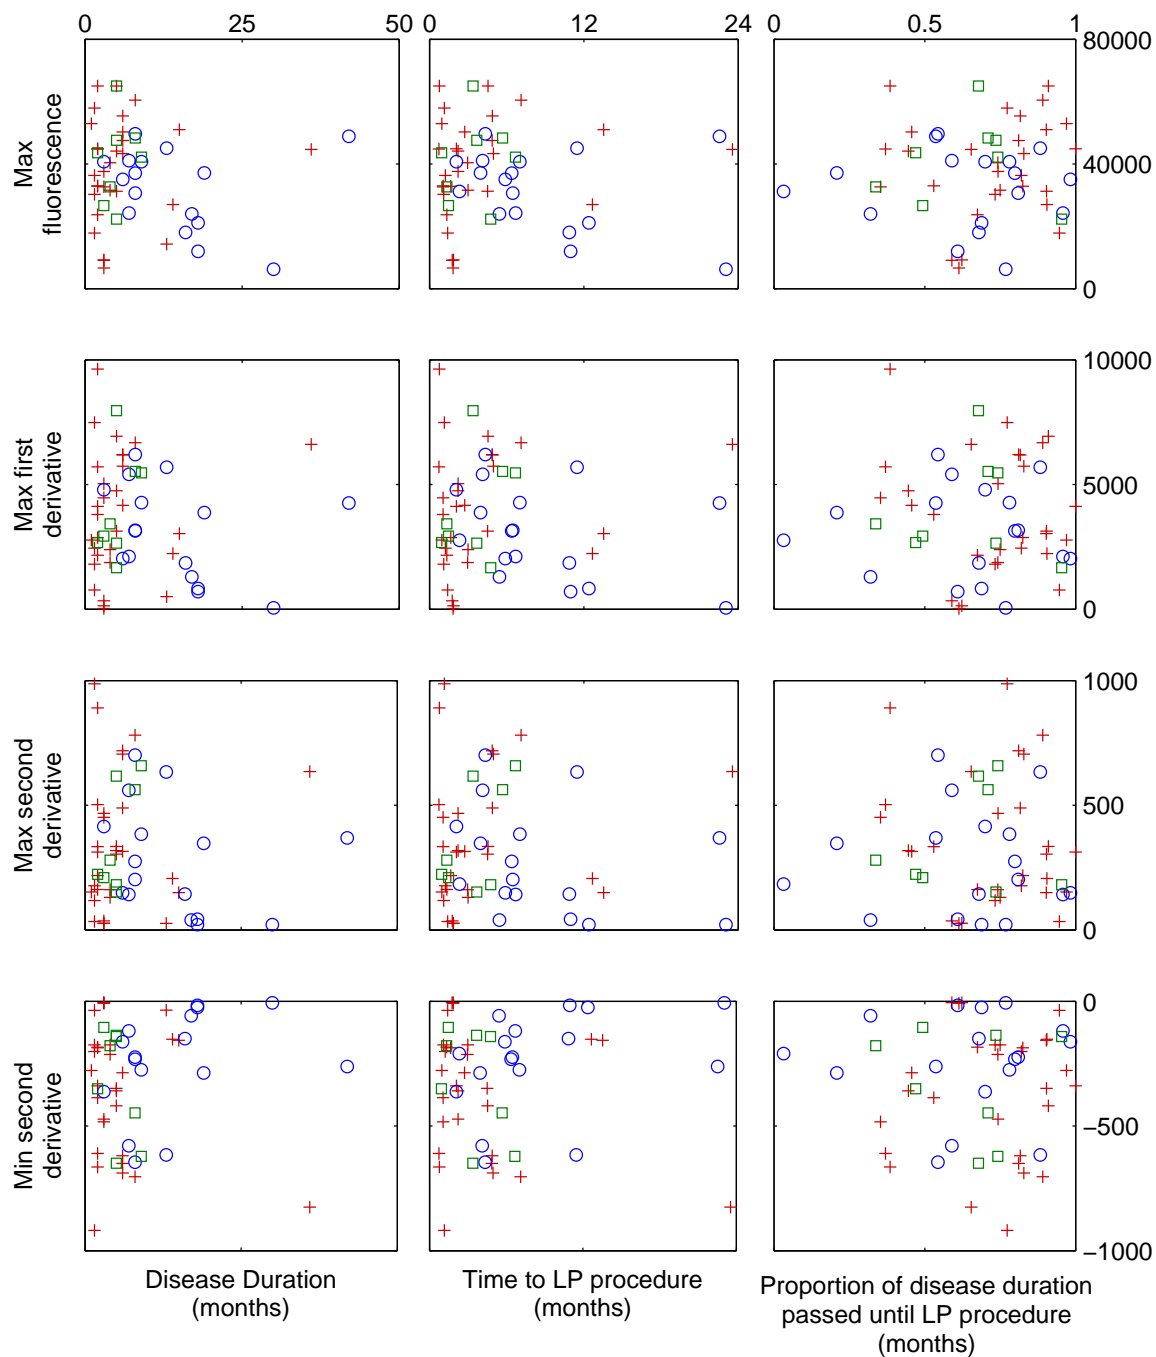 0 25 50 0 12 24 0 0.5 1
Max
fluorescence
80000
40000
0
Max first
derivative
10000
5000
0
Max second
derivative
1000
500
0
Min second
derivative
0
−500
−1000
Disease Duration
(months)
Time to LP procedure
(months)
Proportion of disease duration
passed until LP procedure
(months)